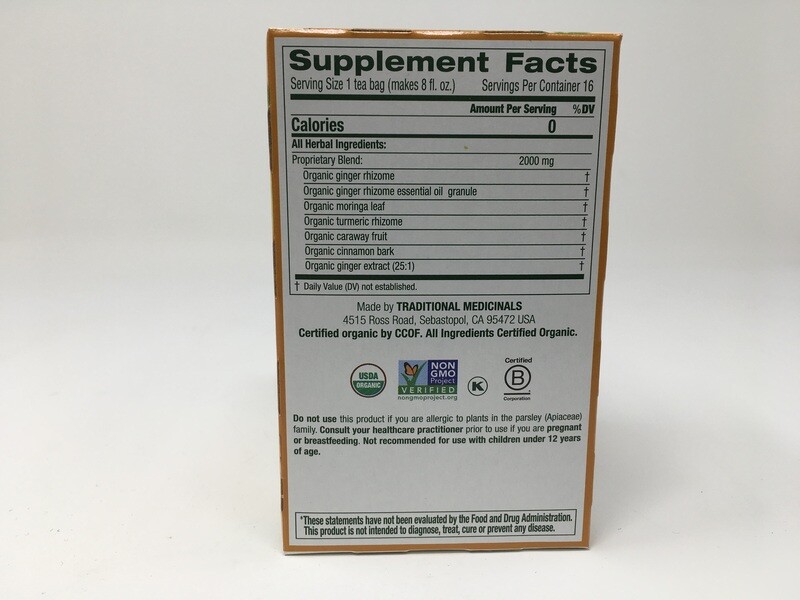 Supplement Facts
Serving Size 1 tea bag (makes 8 fl. oz.) Servings Per Container 16
Amount Per Serving %DV
Calories 0
All Herbal Ingredients:
Proprietary Blend: 2000 mg
Organic ginger rhizome †
Organic ginger rhizome essential oil granule †
Organic moringa leaf †
Organic turmeric rhizome †
Organic caraway fruit †
Organic cinnamon bark †
Organic ginger extract (25:1) †
† Daily Value (DV) not established.
Made by TRADITIONAL MEDICINALS
4515 Ross Road, Sebastopol, CA 95472 USA
Certified organic by CCOF. All Ingredients Certified Organic.
USDA
ORGANIC
NON
GMO
Project
VERIFIED
nongmoproject.org
K
Certified
B
Corporation
Do not use this product if you are allergic to plants in the parsley (Apiaceae)
family. Consult your healthcare practitioner prior to use if you are pregnant
or breastfeeding. Not recommended for use with children under 12 years
of age.
*These statements have not been evaluated by the Food and Drug Administration.
This product is not intended to diagnose, treat, cure or prevent any disease.